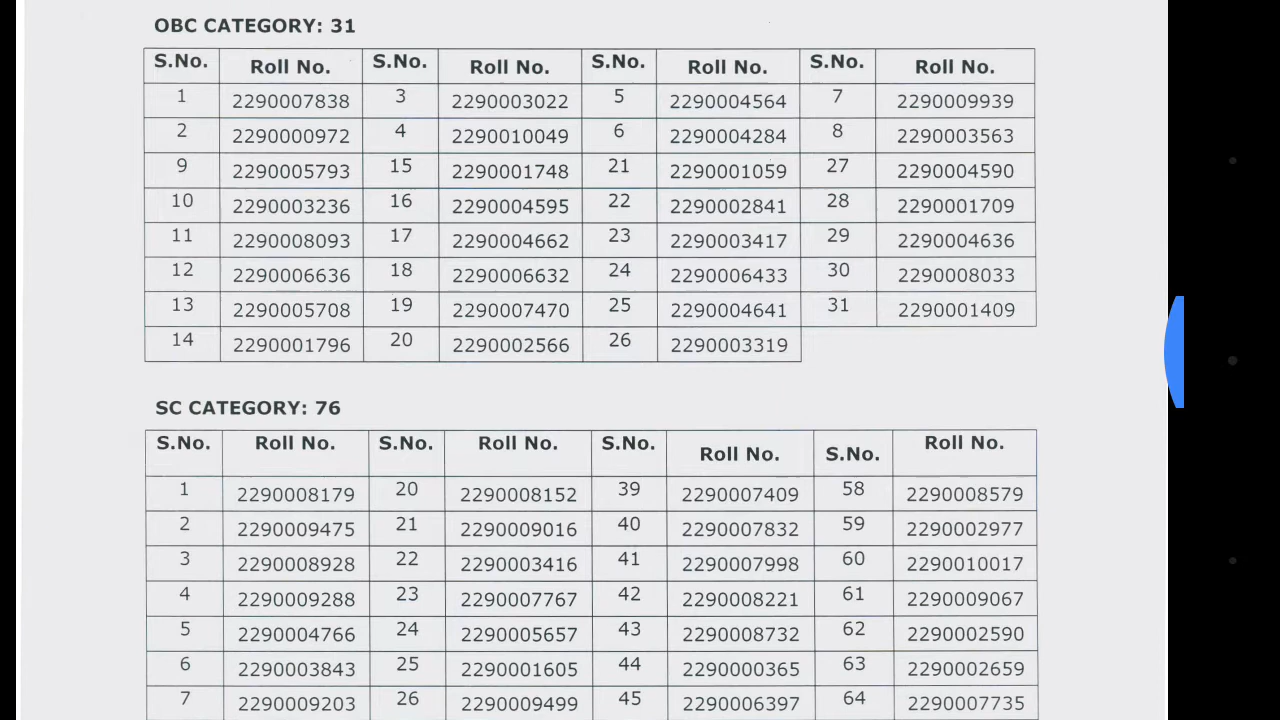 OBC CATEGORY: 31
S.No. Roll No. S.No. Roll No. S.No. Roll No. S.No. Roll No.
1 2290007838 3 2290003022 5 2290004564 7 2290009939
2 2290000972 4 2290010049 6 2290004284 8 2290003563
9 2290005793 15 2290001748 21 2290001059 27 2290004590
10 2290003236 16 2290004595 22 2290002841 28 2290001709
11 2290008093 17 2290004662 23 2290003417 29 2290004636
12 2290006636 18 2290006632 24 2290006433 30 2290008033
13 2290005708 19 2290007470 25 2290004641 31 2290001409
14 2290001796 20 2290002566 26 2290003319
SC CATEGORY: 76
S.No. Roll No. S.No. Roll No. S.No. Roll No. S.No. Roll No.
1 2290008179 20 2290008152 39 2290007409 58 2290008579
2 2290009475 21 2290009016 40 2290007832 59 2290002977
3 2290008928 22 2290003416 41 2290007998 60 2290010017
4 2290009288 23 2290007767 42 2290008221 61 2290009067
5 2290004766 24 2290005657 43 2290008732 62 2290002590
6 2290003843 25 2290001605 44 2290000365 63 2290002659
7 2290009203 26 2290009499 45 2290006397 64 2290007735